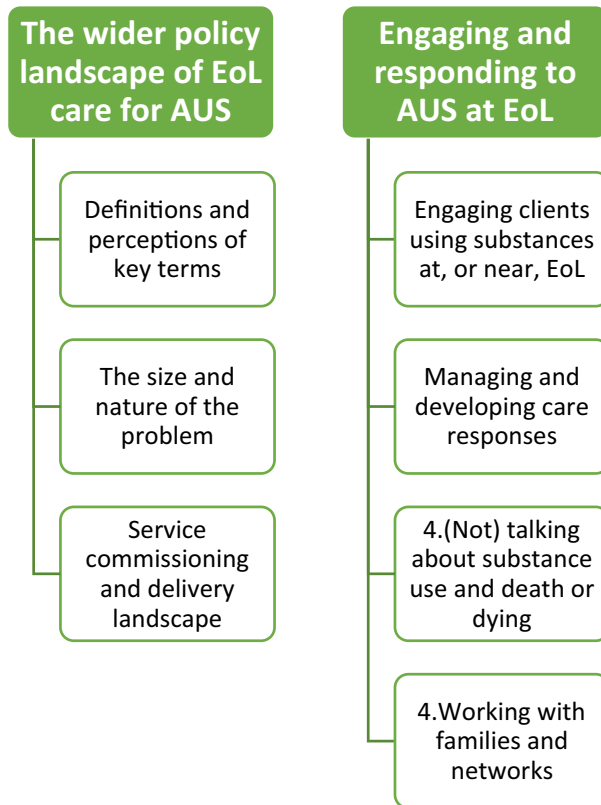 The wider policy
landscape of EoL
care for AUS
Definitions and
perceptions of
key terms
The size and
nature of the
problem
Service
commissioning
and delivery
landscape
Engaging and
responding to
AUS at EoL
Engaging clients
using substances
at, or near, EoL
Managing and
developing care
responses
4.(Not) talking
about substance
use and death or
dying
4.Working with
families and
networks